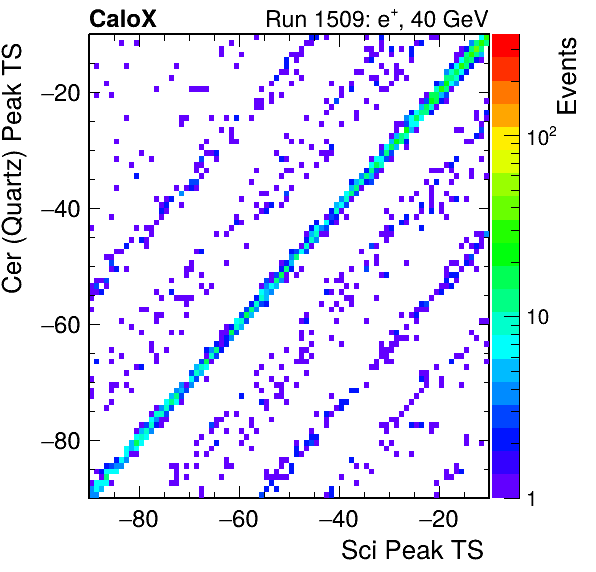 CaloX Run 1509: e⁺, 40 GeV
Events
Cer (Quartz) Peak TS
−20
−40
−60
−80
10²
10
1
−80 −60 −40 −20
Sci Peak TS